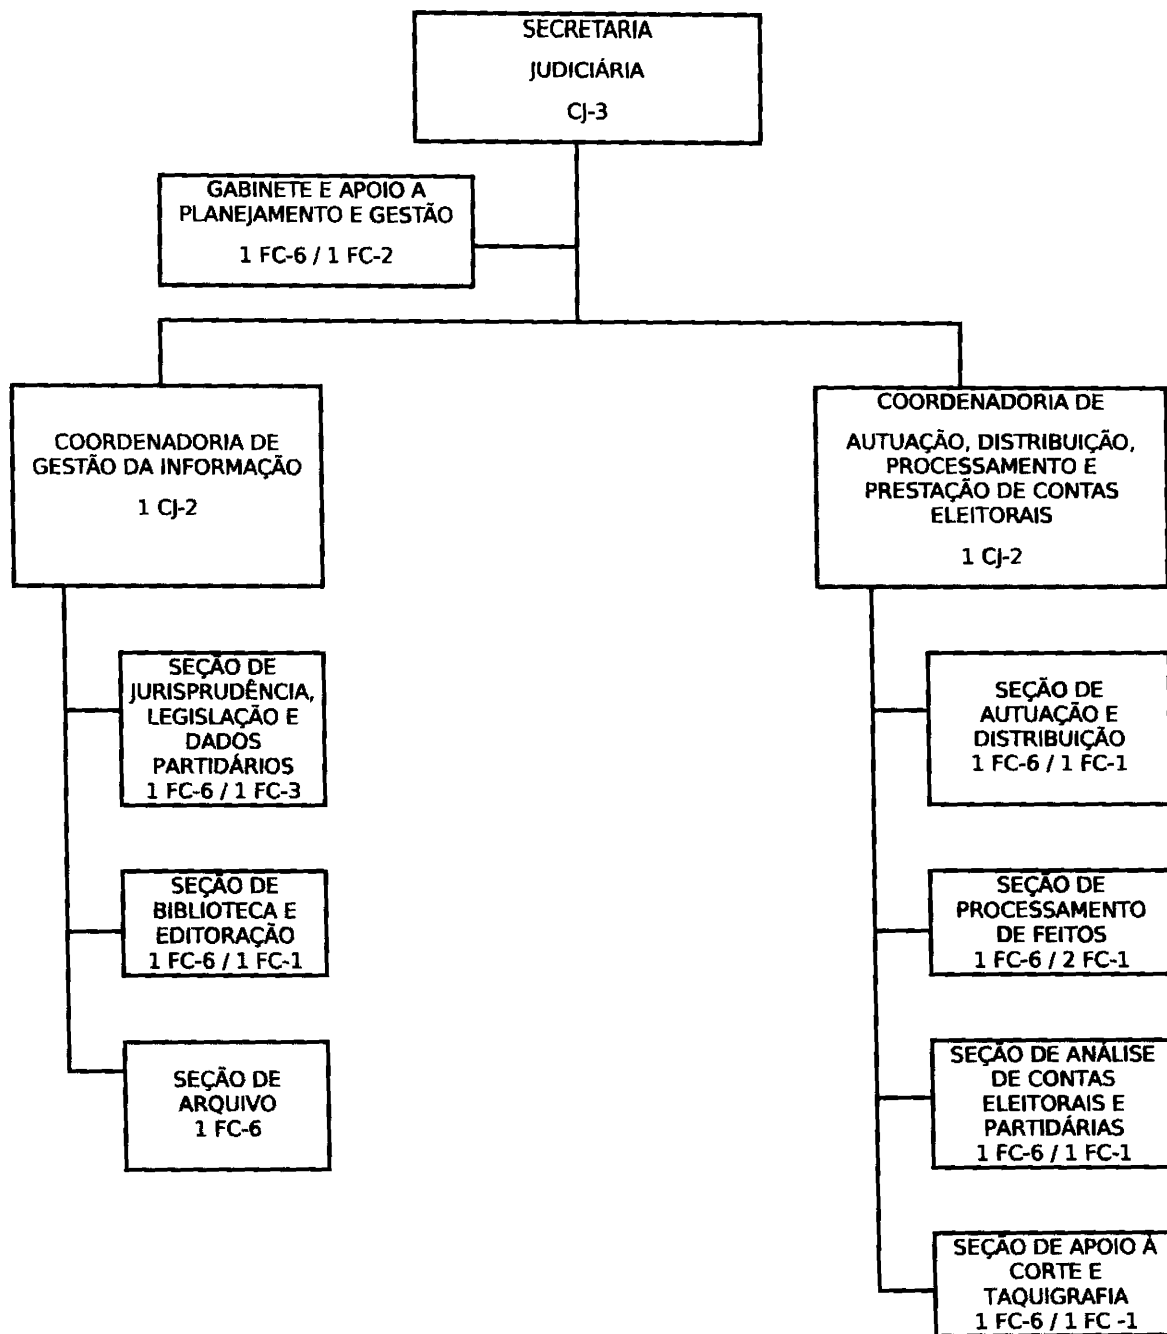 SECRETARIA
JUDICIÁRIA
CJ-3
GABINETE E APOIO A
PLANEJAMENTO E GESTÃO
1 FC-6 / 1 FC-2
COORDENADORIA DE
GESTÃO DA INFORMAÇÃO
1 CJ-2
COORDENADORIA DE
AUTUAÇÃO, DISTRIBUIÇÃO,
PROCESSAMENTO E
PRESTAÇÃO DE CONTAS
ELEITORAIS
1 CJ-2
SEÇÃO DE
JURISPRUDÊNCIA,
LEGISLAÇÃO E
DADOS
PARTIDÁRIOS
1 FC-6 / 1 FC-3
SEÇÃO DE
BIBLIOTECA E
EDITORAÇÃO
1 FC-6 / 1 FC-1
SEÇÃO DE
ARQUIVO
1 FC-6
SEÇÃO DE
AUTUAÇÃO E
DISTRIBUIÇÃO
1 FC-6 / 1 FC-1
SEÇÃO DE
PROCESSAMENTO
DE FEITOS
1 FC-6 / 2 FC-1
SEÇÃO DE ANÁLISE
DE CONTAS
ELEITORAIS E
PARTIDÁRIAS
1 FC-6 / 1 FC-1
SEÇÃO DE APOIO À
CORTE E
TAQUIGRAFIA
1 FC-6 / 1 FC -1